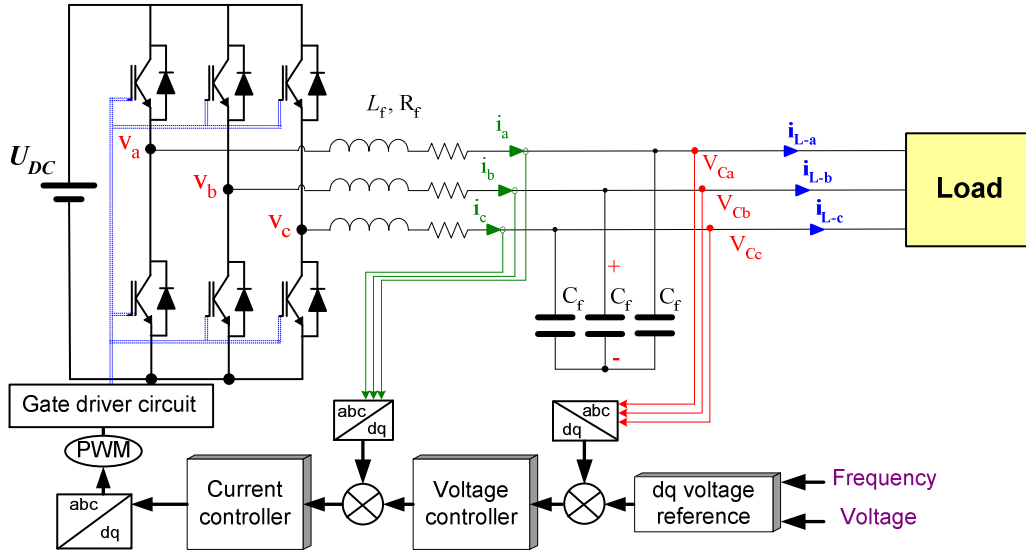 L_f, R_f
U_DC
v_a
i_a
V_Ca
i_L-a
v_b
i_b
V_Cb
i_L-b
Load
v_c
i_c
V_Cc
i_L-c
+
C_f
C_f
C_f
-
Gate driver circuit
abc
dq
abc
dq
PWM
Current
controller
Voltage
controller
dq voltage
reference
Frequency
Voltage
abc
dq